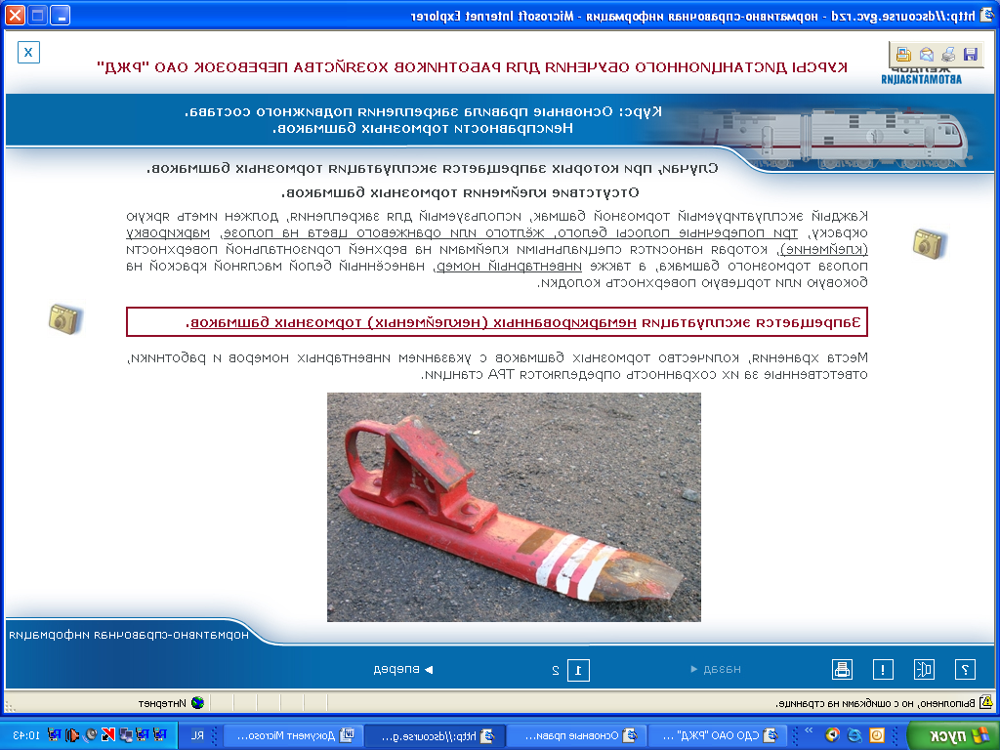 http://dscourse.gvc.rzd - нормативно-справочная информация - Microsoft Internet Explorer
ЖЕЛДОР
АВТОМАТИЗАЦИЯ
КУРСЫ ДИСТАНЦИОННОГО ОБУЧЕНИЯ ДЛЯ РАБОТНИКОВ ХОЗЯЙСТВА ПЕРЕВОЗОК ОАО "РЖД"
X
Курс: Основные правила закрепления подвижного состава.
Неисправности тормозных башмаков.
Случаи, при которых запрещается эксплуатация тормозных башмаков.
Отсутствие клеймения тормозных башмаков.
Каждый эксплуатируемый тормозной башмак, используемый для закрепления, должен иметь яркую
окраску, три поперечные полосы белого, жёлтого или оранжевого цвета на полозе, маркировку
(клеймение), которая наносится специальными клеймами на верхней горизонтальной поверхности
полоза тормозного башмака, а также инвентарный номер, нанесённый белой масляной краской на
боковую или торцевую поверхность колодки.
Запрещается эксплуатация немаркированных (неклейменых) тормозных башмаков.
Места хранения, количество тормозных башмаков с указанием инвентарных номеров и работники,
ответственные за их сохранность определяются ТРА станции.
нормативно-справочная информация
? ! назад 1 2 вперед
Выполнено, но с ошибками на странице.
Интернет
пуск
СДО ОАО "РЖД" ...
Основные прави...
http://dscourse.g...
Документ Microso...
RL
10:43